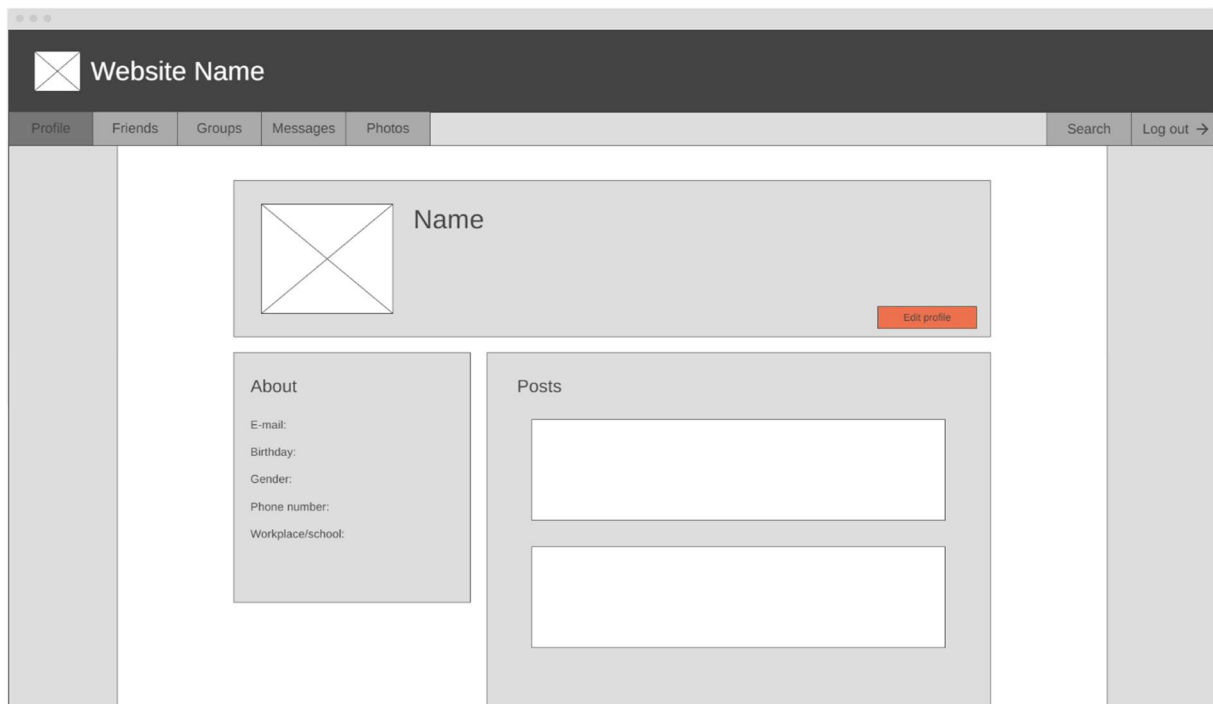 Website Name
Profile Friends Groups Messages Photos Search Log out →
Name
Edit profile
About
E-mail:
Birthday:
Gender:
Phone number:
Workplace/school:
Posts